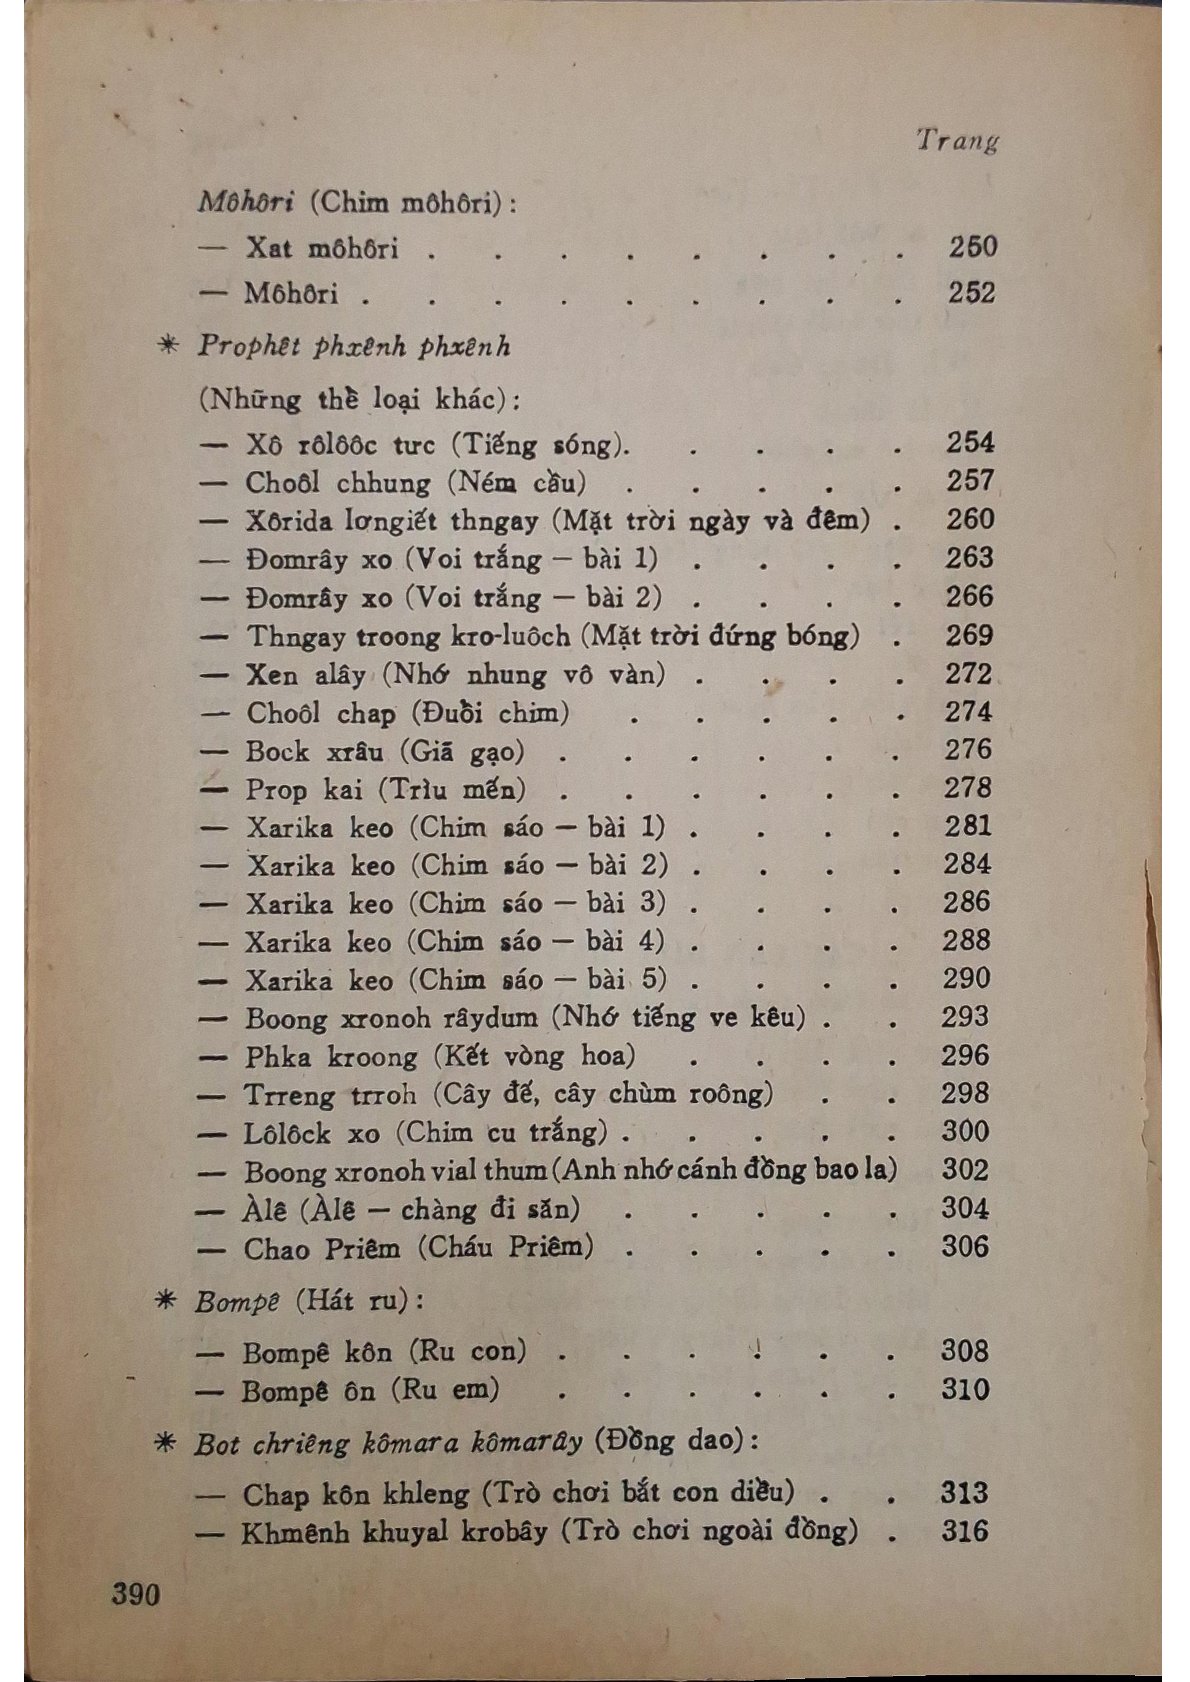 Trang
Môhôri (Chim môhôri):
— Xat môhôri . . . . . . . . 250
— Môhôri . . . . . . . . . 252
* Prophêt phxênh phxênh
(Những thể loại khác):
— Xô rôlôôc tưc (Tiếng sóng). . . . . 254
— Choôl chhung (Ném cầu) . . . . . 257
— Xôrida lơngiết thngay (Mặt trời ngày và đêm) . 260
— Đomrây xo (Voi trắng — bài 1) . . . . 263
— Đomrây xo (Voi trắng — bài 2) . . . . 266
— Thngay troong kro-luôch (Mặt trời đứng bóng) . 269
— Xen alây (Nhớ nhung vô vàn) . . . . 272
— Choôl chap (Đuổi chim) . . . . . 274
— Bock xrâu (Giã gạo) . . . . . . 276
— Prop kai (Trìu mến) . . . . . . 278
— Xarika keo (Chim sáo — bài 1) . . . . 281
— Xarika keo (Chim sáo — bài 2) . . . . 284
— Xarika keo (Chim sáo — bài 3) . . . . 286
— Xarika keo (Chim sáo — bài 4) . . . . 288
— Xarika keo (Chim sáo — bài 5) . . . . 290
— Boong xronoh râydum (Nhớ tiếng ve kêu) . . 293
— Phka kroong (Kết vòng hoa) . . . . 296
— Trreng trroh (Cây đế, cây chùm roông) . . 298
— Lôlôck xo (Chim cu trắng) . . . . . 300
— Boong xronoh vial thum (Anh nhớ cánh đồng bao la) 302
— Àlê (Àlê — chàng đi săn) . . . . . 304
— Chao Priêm (Cháu Priêm) . . . . . 306
* Bompê (Hát ru):
— Bompê kôn (Ru con) . . . . . . 308
— Bompê ôn (Ru em) . . . . . . 310
* Bot chriêng kômara kômarây (Đồng dao):
— Chap kôn khleng (Trò chơi bắt con diều) . . 313
— Khmênh khuyal krobây (Trò chơi ngoài đồng) . 316
390